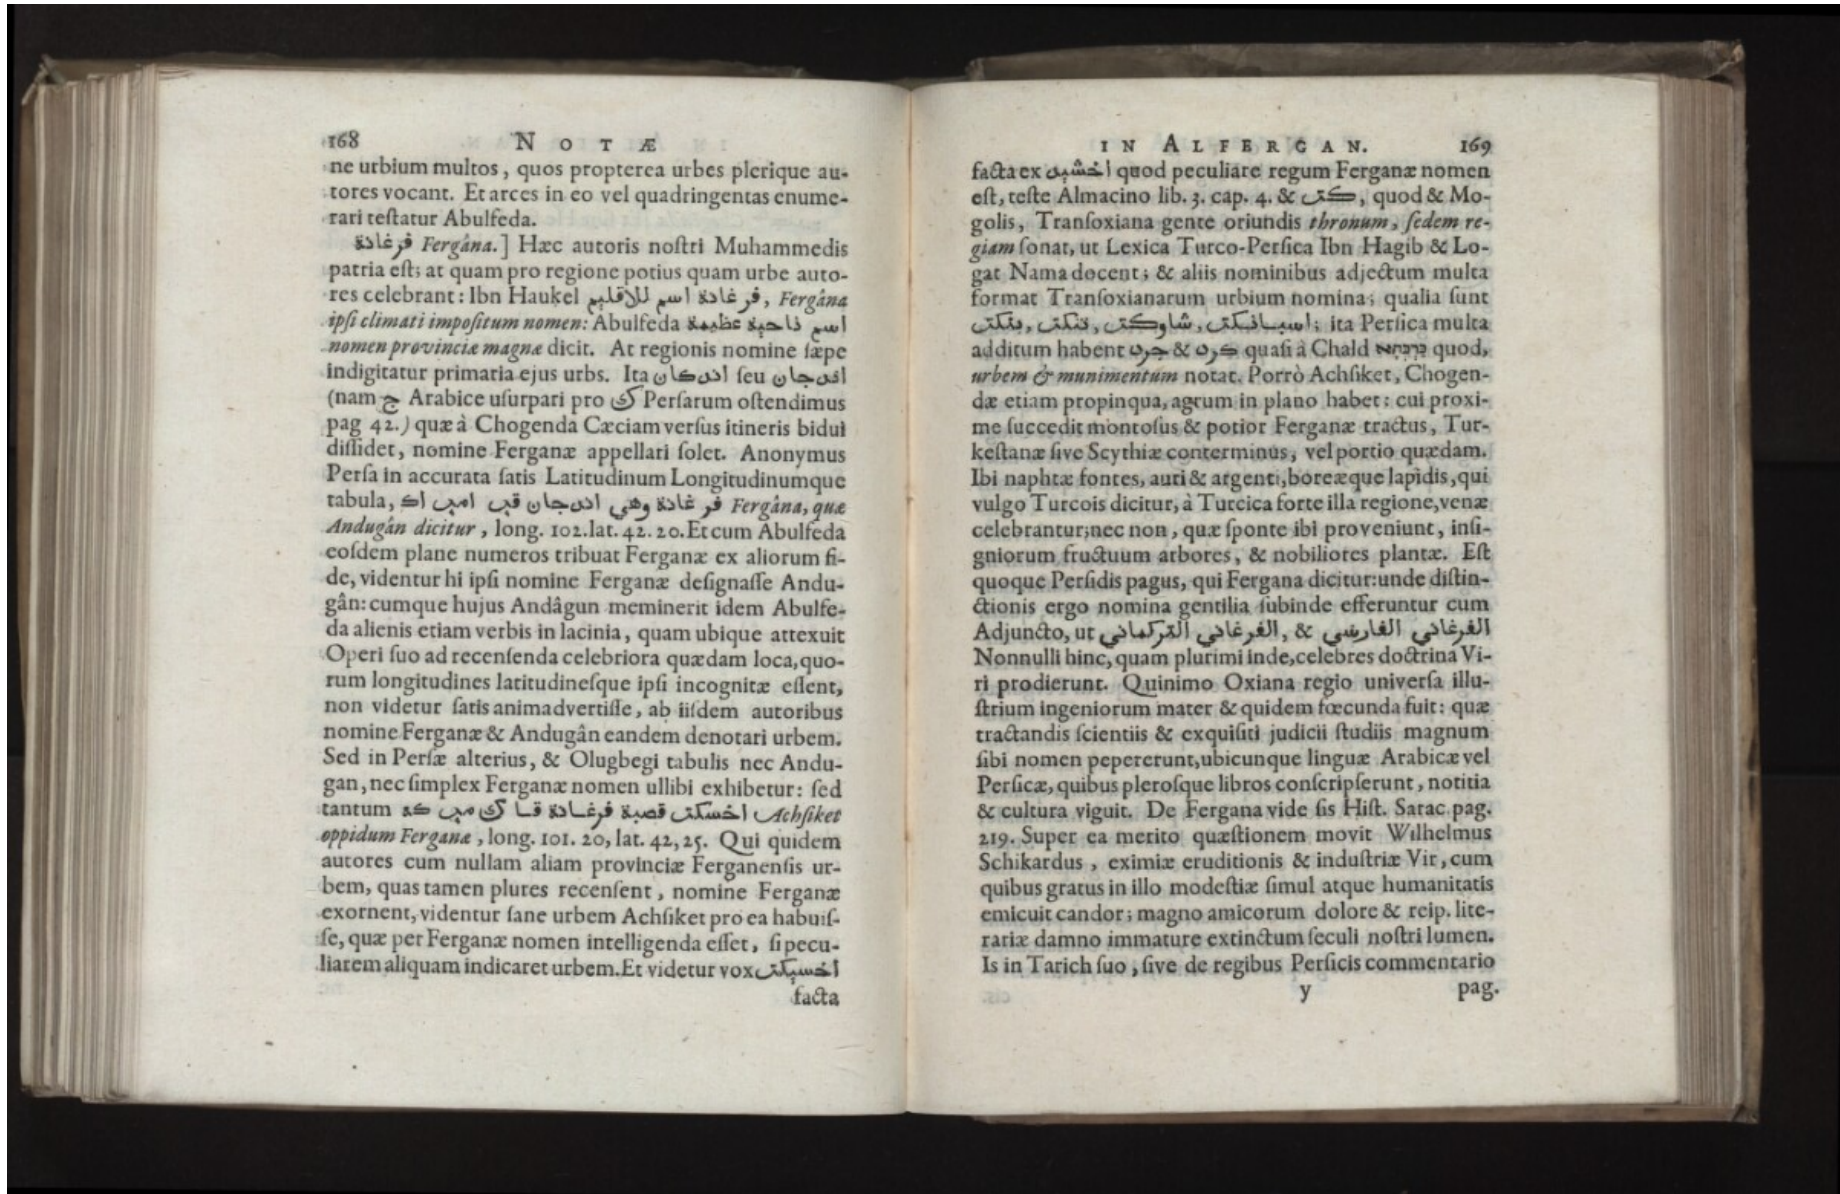 168 NOTÆ
ne urbium multos, quos propterea urbes plerique au-
tores vocant. Et arces in eo vel quadringentas enume-
rari testatur Abulfeda.
فرغانة Fergâna.] Hæc autoris nostri Muhammedis
patria est; at quam pro regione potius quam urbe auto-
res celebrant: Ibn Haukel فرغانة اسم للاقليم, Fergâna
ipsi climati impositum nomen: Abulfeda اسم ناحية عظيمة
nomen provinciæ magnæ dicit. At regionis nomine sæpe
indigitatur primaria ejus urbs. Ita اندكان seu اندجان
(nam ج Arabice usurpari pro ك Persarum ostendimus
pag 42.) quæ à Chogenda Cæciam versus itineris bidui
dissidet, nomine Ferganæ appellari solet. Anonymus
Persa in accurata satis Latitudinum Longitudinumque
tabula, فرغانة وهي اندجان قب امب اك Fergâna, quæ
Andugân dicitur, long. 102. lat. 42. 20. Et cum Abulfeda
eosdem plane numeros tribuat Ferganæ ex aliorum fi-
de, videntur hi ipsi nomine Ferganæ designasse Andu-
gân: cumque hujus Andâgun meminerit idem Abulfe-
da alienis etiam verbis in lacinia, quam ubique attexuit
Operi suo ad recensenda celebriora quædam loca, quo-
rum longitudines latitudinesque ipsi incognitæ essent,
non videtur satis animadvertisse, ab iisdem autoribus
nomine Ferganæ & Andugân eandem denotari urbem.
Sed in Persæ alterius, & Olugbegi tabulis nec Andu-
gan, nec simplex Ferganæ nomen ullibi exhibetur: sed
tantum اخسكت قصبة فرغانة قا ك مب كه Achsiket
oppidum Ferganæ, long. 101. 20, lat. 42, 25. Qui quidem
autores cum nullam aliam provinciæ Ferganensis ur-
bem, quas tamen plures recensent, nomine Ferganæ
exornent, videntur sane urbem Achsiket pro ea habuis-
se, quæ per Ferganæ nomen intelligenda esset, si pecu-
liarem aliquam indicaret urbem. Et videtur vox اخسيكت
facta
IN ALFERGAN. 169
facta ex اخشيد quod peculiare regum Ferganæ nomen
est, teste Almacino lib. 3. cap. 4. & كت, quod & Mo-
golis, Transoxiana gente oriundis thronum, sedem re-
giam sonat, ut Lexica Turco-Persica Ibn Hagib & Lo-
gat Nama docent; & aliis nominibus adjectum multa
format Transoxianarum urbium nomina; qualia sunt
اسبانيكت, شاوكت, تنكت, بنكت; ita Persica multa
additum habent جرد & كرد quasi à Chald quod,
urbem & munimentum notat. Porrò Achsiket, Chogen-
dæ etiam propinqua, agrum in plano habet: cui proxi-
me succedit montosus & potior Ferganæ tractus, Tur-
kestanæ sive Scythiæ conterminus, vel portio quædam.
Ibi naphtæ fontes, auri & argenti, boreæque lapidis, qui
vulgo Turcois dicitur, à Turcica forte illa regione, venæ
celebrantur; nec non, quæ sponte ibi proveniunt, insi-
gniorum fructuum arbores, & nobiliores plantæ. Est
quoque Persidis pagus, qui Fergana dicitur: unde distin-
ctionis ergo nomina gentilia subinde efferuntur cum
Adjuncto, ut الفرغاني التركماني, & الفرغاني الفارسي
Nonnulli hinc, quam plurimi inde, celebres doctrina Vi-
ri prodierunt. Quinimo Oxiana regio universa illu-
strium ingeniorum mater & quidem fœcunda fuit: quæ
tractandis scientiis & exquisiti judicii studiis magnum
sibi nomen pepererunt, ubicunque linguæ Arabicæ vel
Persicæ, quibus plerosque libros conscripserunt, notitia
& cultura viguit. De Fergana vide sis Hist. Sarac. pag.
219. Super ea merito quæstionem movit Wilhelmus
Schikardus, eximiæ eruditionis & industriæ Vir, cum
quibus gratus in illo modestiæ simul atque humanitatis
emicuit candor; magno amicorum dolore & reip. lite-
rariæ damno immature extinctum seculi nostri lumen.
Is in Tarich suo, sive de regibus Persicis commentario
y pag.